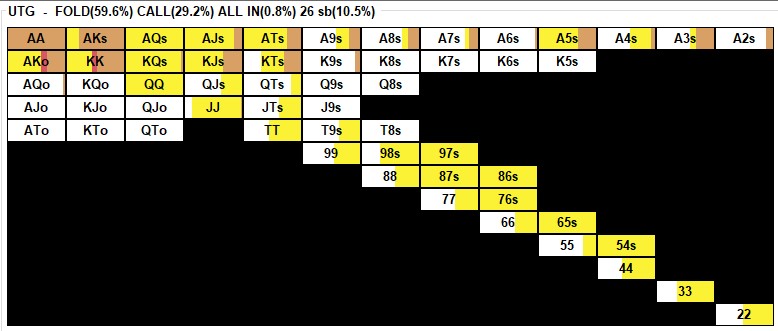 UTG - FOLD(59.6%) CALL(29.2%) ALL IN(0.8%) 26 sb(10.5%)
AA AKs AQs AJs ATs A9s A8s A7s A6s A5s A4s A3s A2s
AKo KK KQs KJs KTs K9s K8s K7s K6s K5s
AQo KQo QQ QJs QTs Q9s Q8s
AJo KJo QJo JJ JTs J9s
ATo KTo QTo TT T9s T8s
99 98s 97s
88 87s 86s
77 76s
66 65s
55 54s
44
33
22